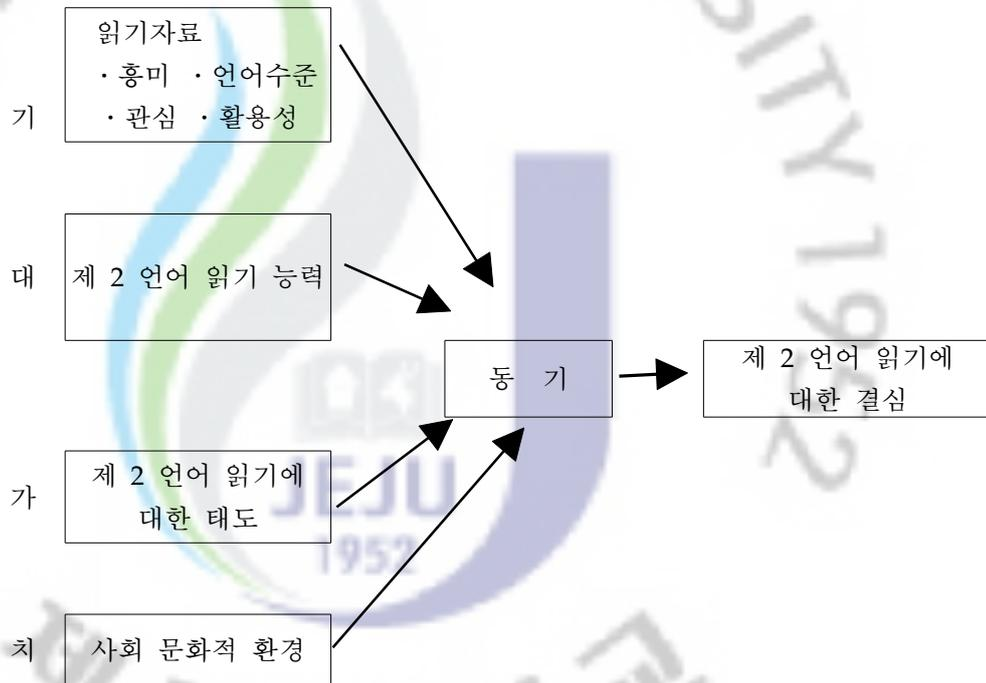 읽기자료
· 흥미 · 언어수준
· 관심 · 활용성
기
대
제 2 언어 읽기 능력
동 기
제 2 언어 읽기에
대한 결심
가
제 2 언어 읽기에
대한 태도
치
사회 문화적 환경
JEJU
1952
SITY 1952